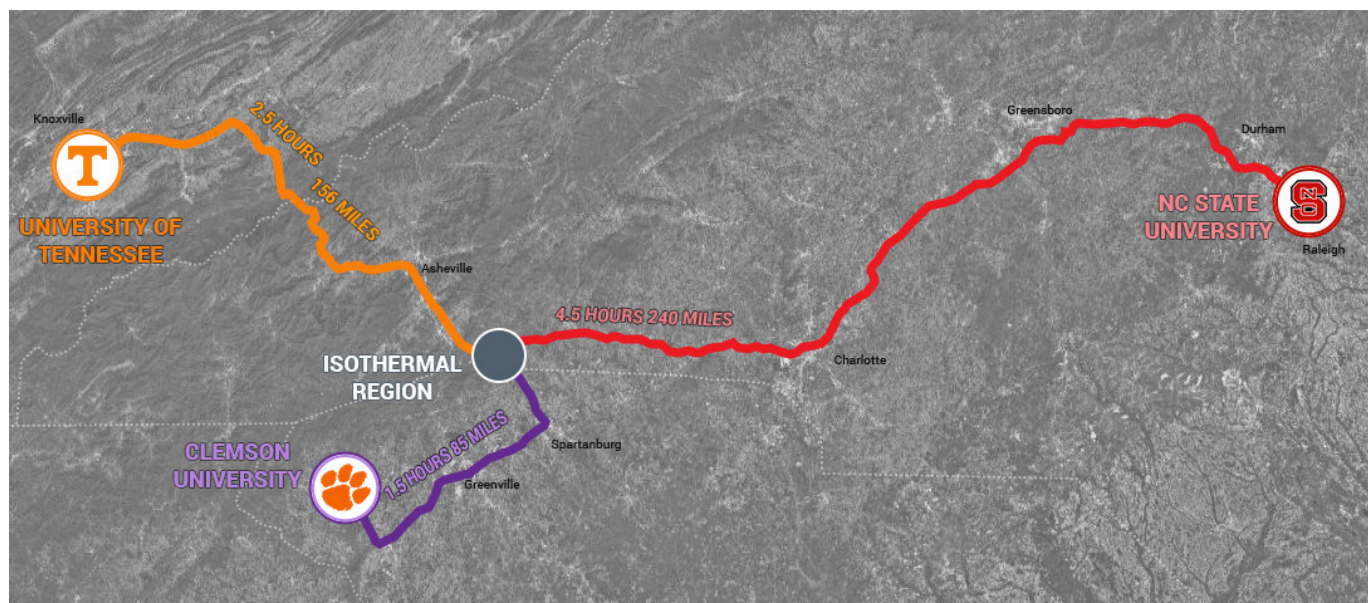 Knoxville
T
UNIVERSITY OF
TENNESSEE
2.5 HOURS
156 MILES
Asheville
ISOTHERMAL
REGION
4.5 HOURS 240 MILES
Charlotte
Greensboro
Durham
NC STATE
UNIVERSITY
NCS
Raleigh
CLEMSON
UNIVERSITY
1.5 HOURS 85 MILES
Greenville
Spartanburg